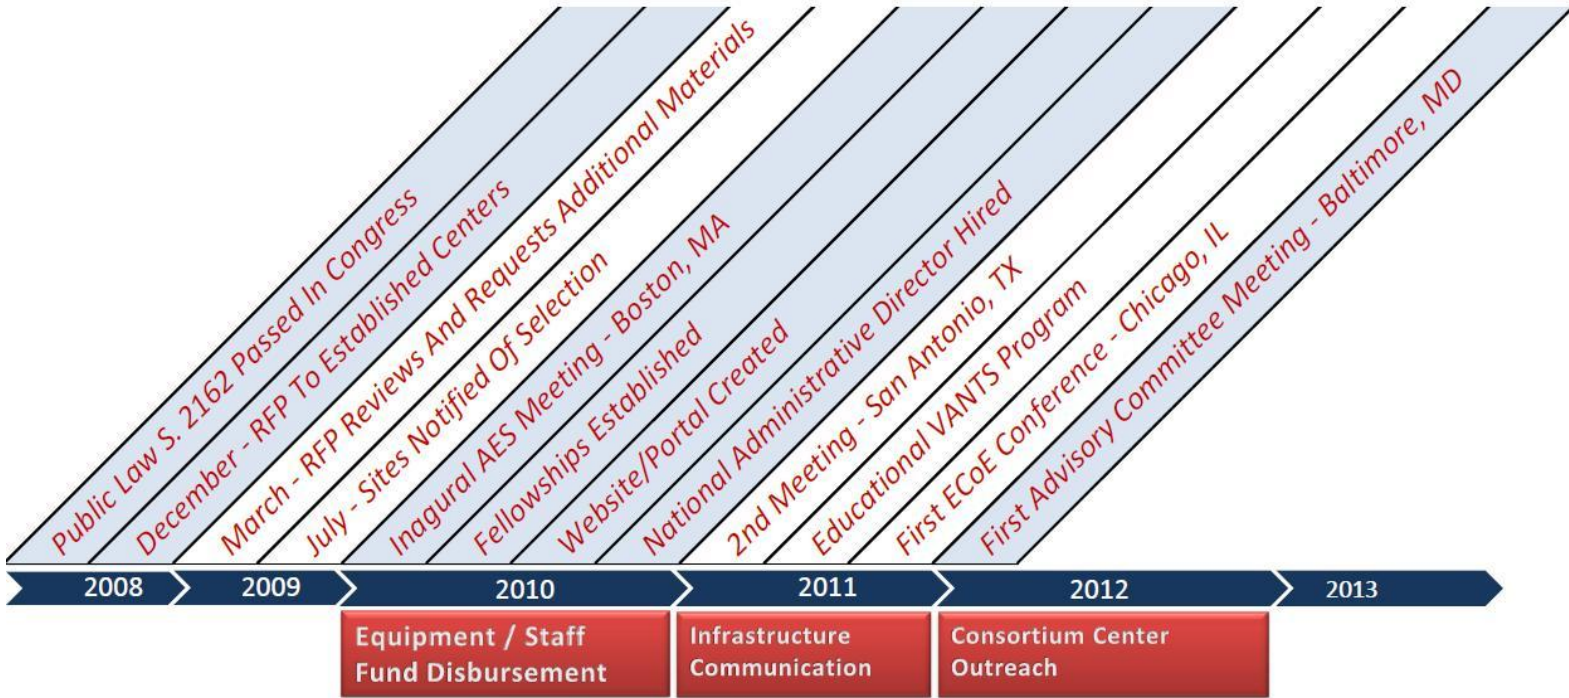 Public Law S. 2162 Passed In Congress
December - RFP To Established Centers
March - RFP Reviews And Requests Additional Materials
July - Sites Notified Of Selection
Inagural AES Meeting - Boston, MA
Fellowships Established
Website/Portal Created
National Administrative Director Hired
2nd Meeting - San Antonio, TX
Educational VANTS Program
First ECoE Conference - Chicago, IL
First Advisory Committee Meeting - Baltimore, MD
2008
2009
2010
2011
2012
2013
Equipment / Staff
Fund Disbursement
Infrastructure
Communication
Consortium Center
Outreach